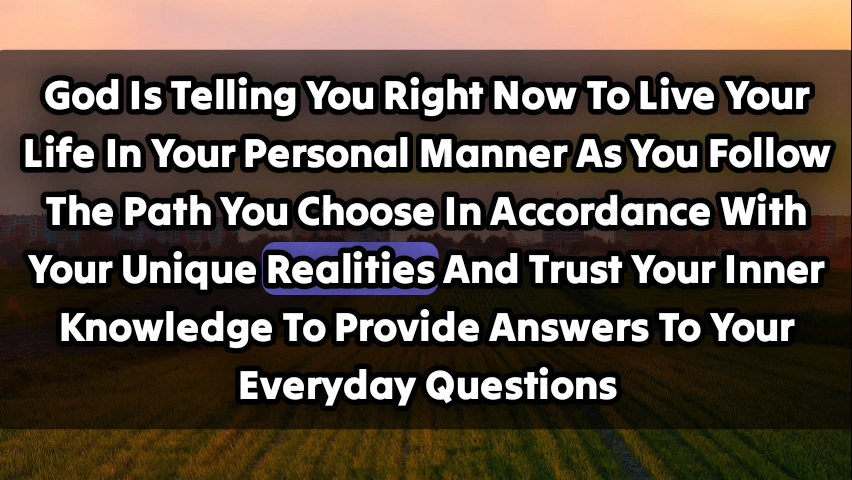 God Is Telling You Right Now To Live Your
Life In Your Personal Manner As You Follow
The Path You Choose In Accordance With
Your Unique Realities And Trust Your Inner
Knowledge To Provide Answers To Your
Everyday Questions